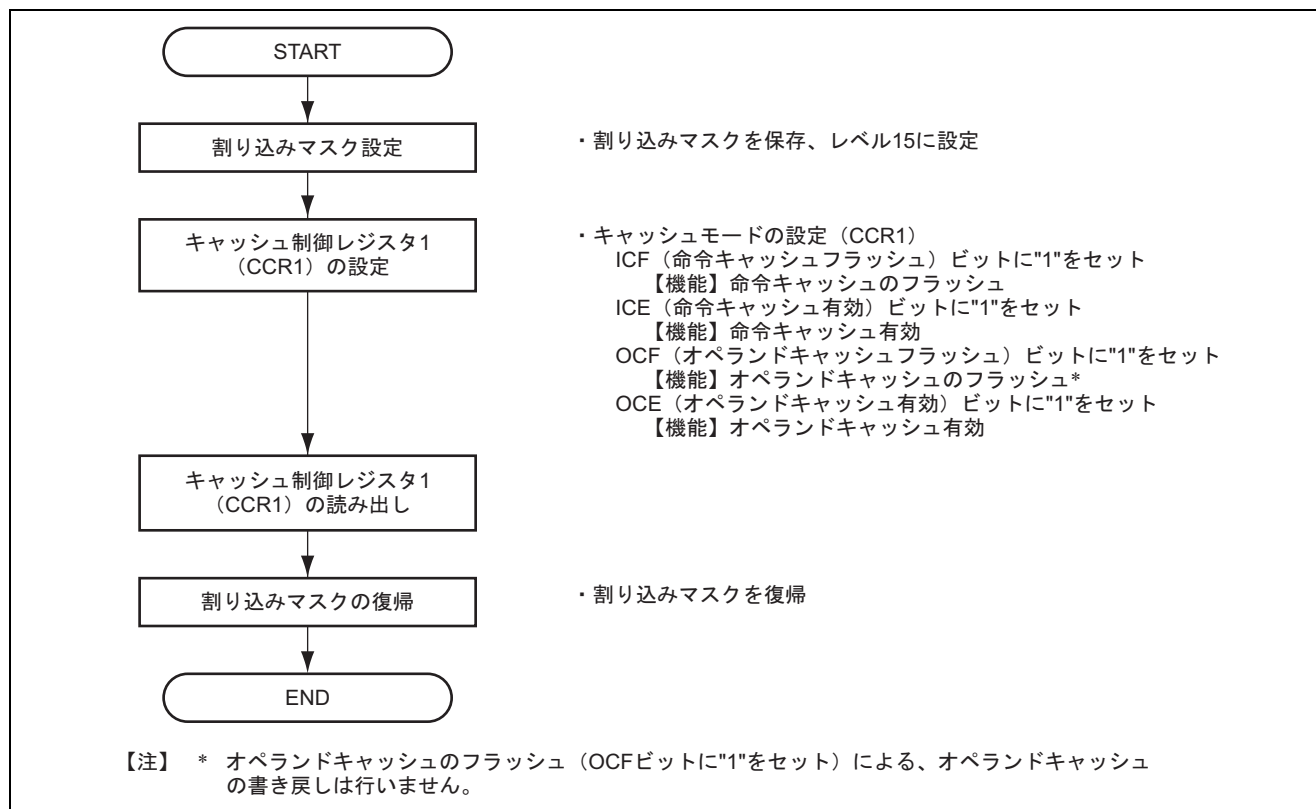 START
割り込みマスク設定
・割り込みマスクを保存、レベル15に設定
キャッシュ制御レジスタ1
（CCR1）の設定
・キャッシュモードの設定（CCR1）
ICF（命令キャッシュフラッシュ）ビットに"1"をセット
【機能】命令キャッシュのフラッシュ
ICE（命令キャッシュ有効）ビットに"1"をセット
【機能】命令キャッシュ有効
OCF（オペランドキャッシュフラッシュ）ビットに"1"をセット
【機能】オペランドキャッシュのフラッシュ*
OCE（オペランドキャッシュ有効）ビットに"1"をセット
【機能】オペランドキャッシュ有効
キャッシュ制御レジスタ1
（CCR1）の読み出し
割り込みマスクの復帰
・割り込みマスクを復帰
END
【注】 * オペランドキャッシュのフラッシュ（OCFビットに"1"をセット）による、オペランドキャッシュ
の書き戻しは行いません。